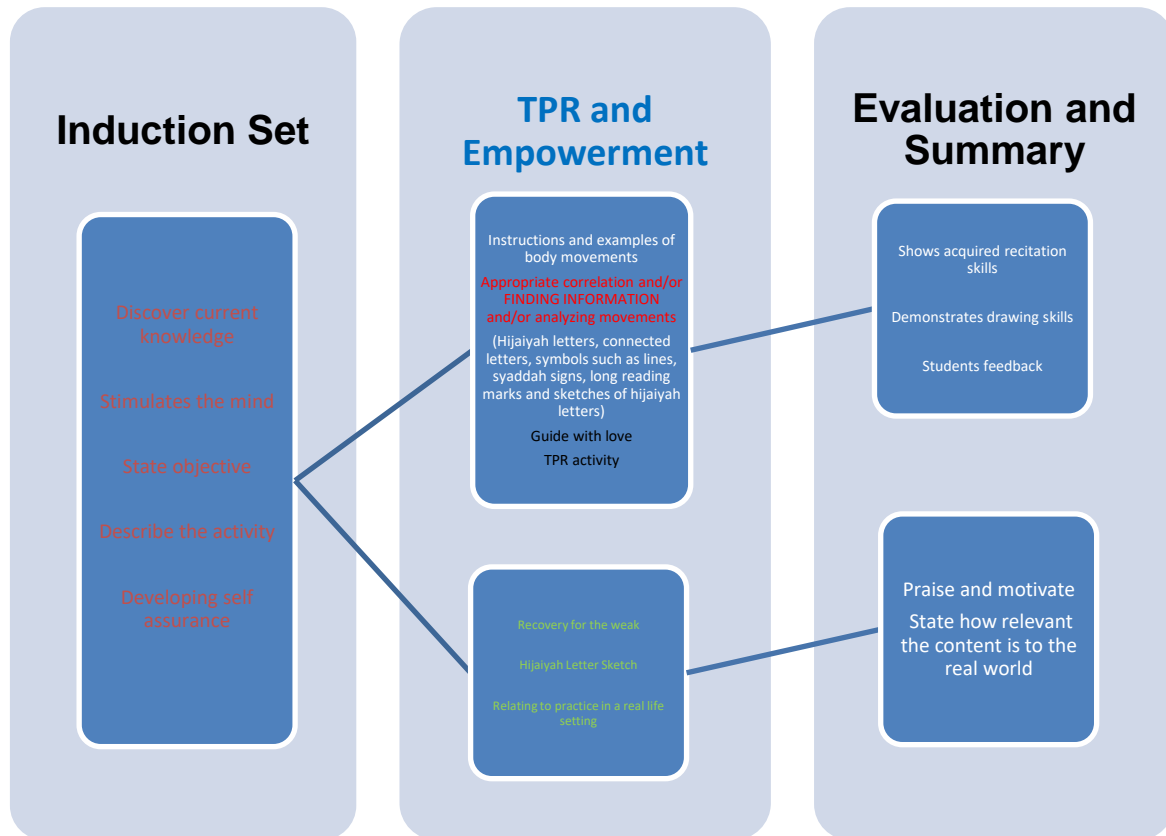 Induction Set
Discover current
knowledge
Stimulates the mind
State objective
Describe the activity
Developing self
assurance
TPR and
Empowerment
Instructions and examples of
body movements
Appropriate correlation and/or
FINDING INFORMATION
and/or analyzing movements
(Hijaiyah letters, connected
letters, symbols such as lines,
syaddah signs, long reading
marks and sketches of hijaiyah
letters)
Guide with love
TPR activity
Recovery for the weak
Hijaiyah Letter Sketch
Relating to practice in a real life
setting
Evaluation and
Summary
Shows acquired recitation
skills
Demonstrates drawing skills
Students feedback
Praise and motivate
State how relevant
the content is to the
real world